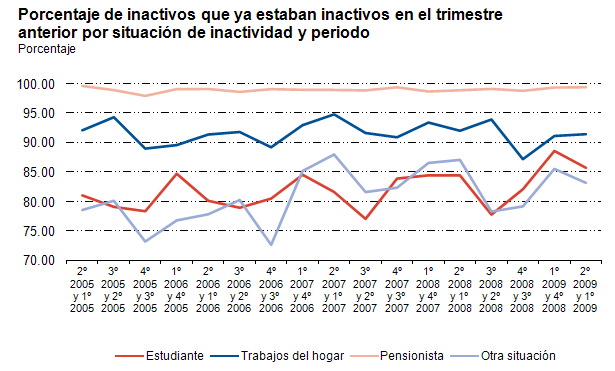 Porcentaje de inactivos que ya estaban inactivos en el trimestre
anterior por situación de inactividad y periodo
Porcentaje
100.00
95.00
90.00
85.00
80.00
75.00
70.00
2º 3º 4º 1º 2º 3º 4º 1º 2º 3º 4º 1º 2º 3º 4º 1º 2º
2005 2005 2005 2006 2006 2006 2006 2007 2007 2007 2007 2008 2008 2008 2008 2009 2009
y 1º y 2º y 3º y 4º y 1º y 2º y 3º y 4º y 1º y 2º y 3º y 4º y 1º y 2º y 3º y 4º y 1º
2005 2005 2005 2005 2006 2006 2006 2006 2007 2007 2007 2007 2008 2008 2008 2008 2009
Estudiante Trabajos del hogar Pensionista Otra situación